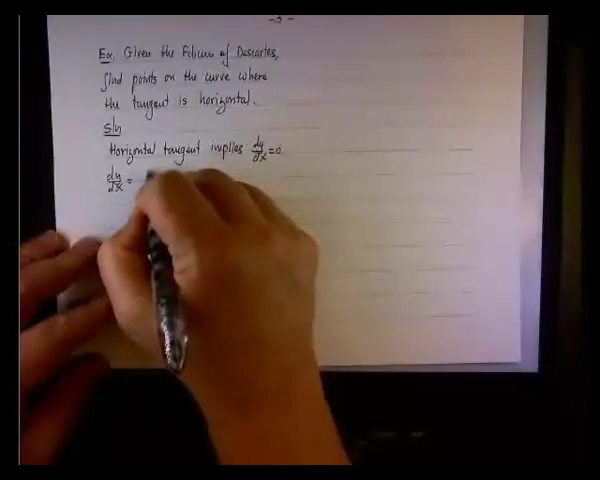 -3-
Ex. Given the Folium of Descartes,
find points on the curve where
the tangent is horizontal.
Sln
Horizontal tangent implies dy/dx=0.
dy/dx =